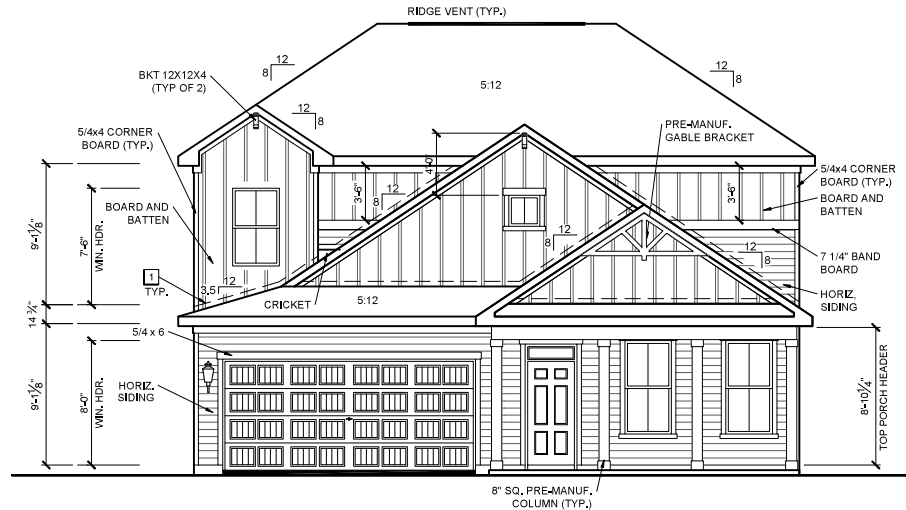 RIDGE VENT (TYP.)
12
8
12
8
BKT 12X12X4
(TYP OF 2)
12
8
5:12
5/4x4 CORNER
BOARD (TYP.)
PRE-MANUF.
GABLE BRACKET
4'-0"
3'-6"
3'-6"
5/4x4 CORNER
BOARD (TYP.)
BOARD AND
BATTEN
12
8
BOARD AND
BATTEN
9'-1 1/8"
7'-6"
WIN. HDR.
12
8
7 1/4" BAND
BOARD
12
8
1
TYP.
12
3.5
CRICKET
5:12
HORIZ.
SIDING
14 3/4"
5/4 x 6
9'-1 1/8"
8'-0"
WIN. HDR.
HORIZ.
SIDING
8'-10 1/4"
TOP PORCH HEADER
8" SQ. PRE-MANUF.
COLUMN (TYP.)